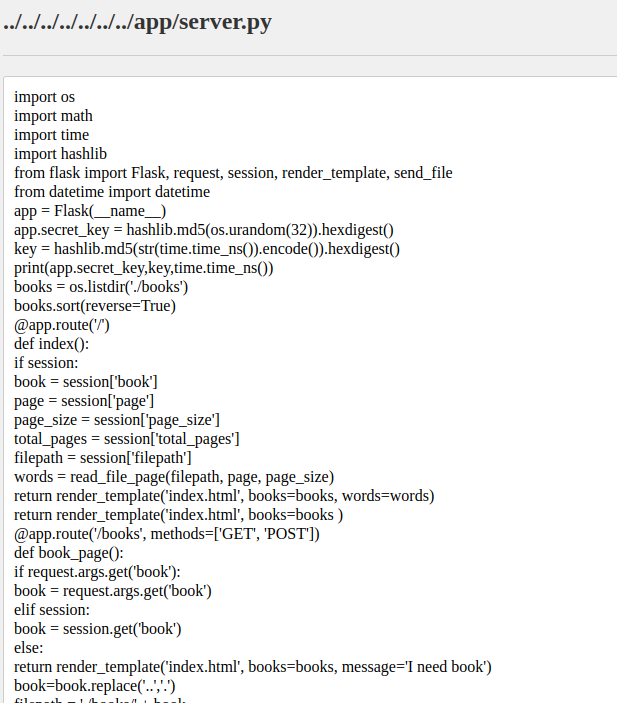 ../../../../../../../app/server.py
import os
import math
import time
import hashlib
from flask import Flask, request, session, render_template, send_file
from datetime import datetime
app = Flask(__name__)
app.secret_key = hashlib.md5(os.urandom(32)).hexdigest()
key = hashlib.md5(str(time.time_ns()).encode()).hexdigest()
print(app.secret_key,key,time.time_ns())
books = os.listdir('./books')
books.sort(reverse=True)
@app.route('/')
def index():
if session:
book = session['book']
page = session['page']
page_size = session['page_size']
total_pages = session['total_pages']
filepath = session['filepath']
words = read_file_page(filepath, page, page_size)
return render_template('index.html', books=books, words=words)
return render_template('index.html', books=books )
@app.route('/books', methods=['GET', 'POST'])
def book_page():
if request.args.get('book'):
book = request.args.get('book')
elif session:
book = session.get('book')
else:
return render_template('index.html', books=books, message='I need book')
book=book.replace('..','.')
filepath = './books/' + book